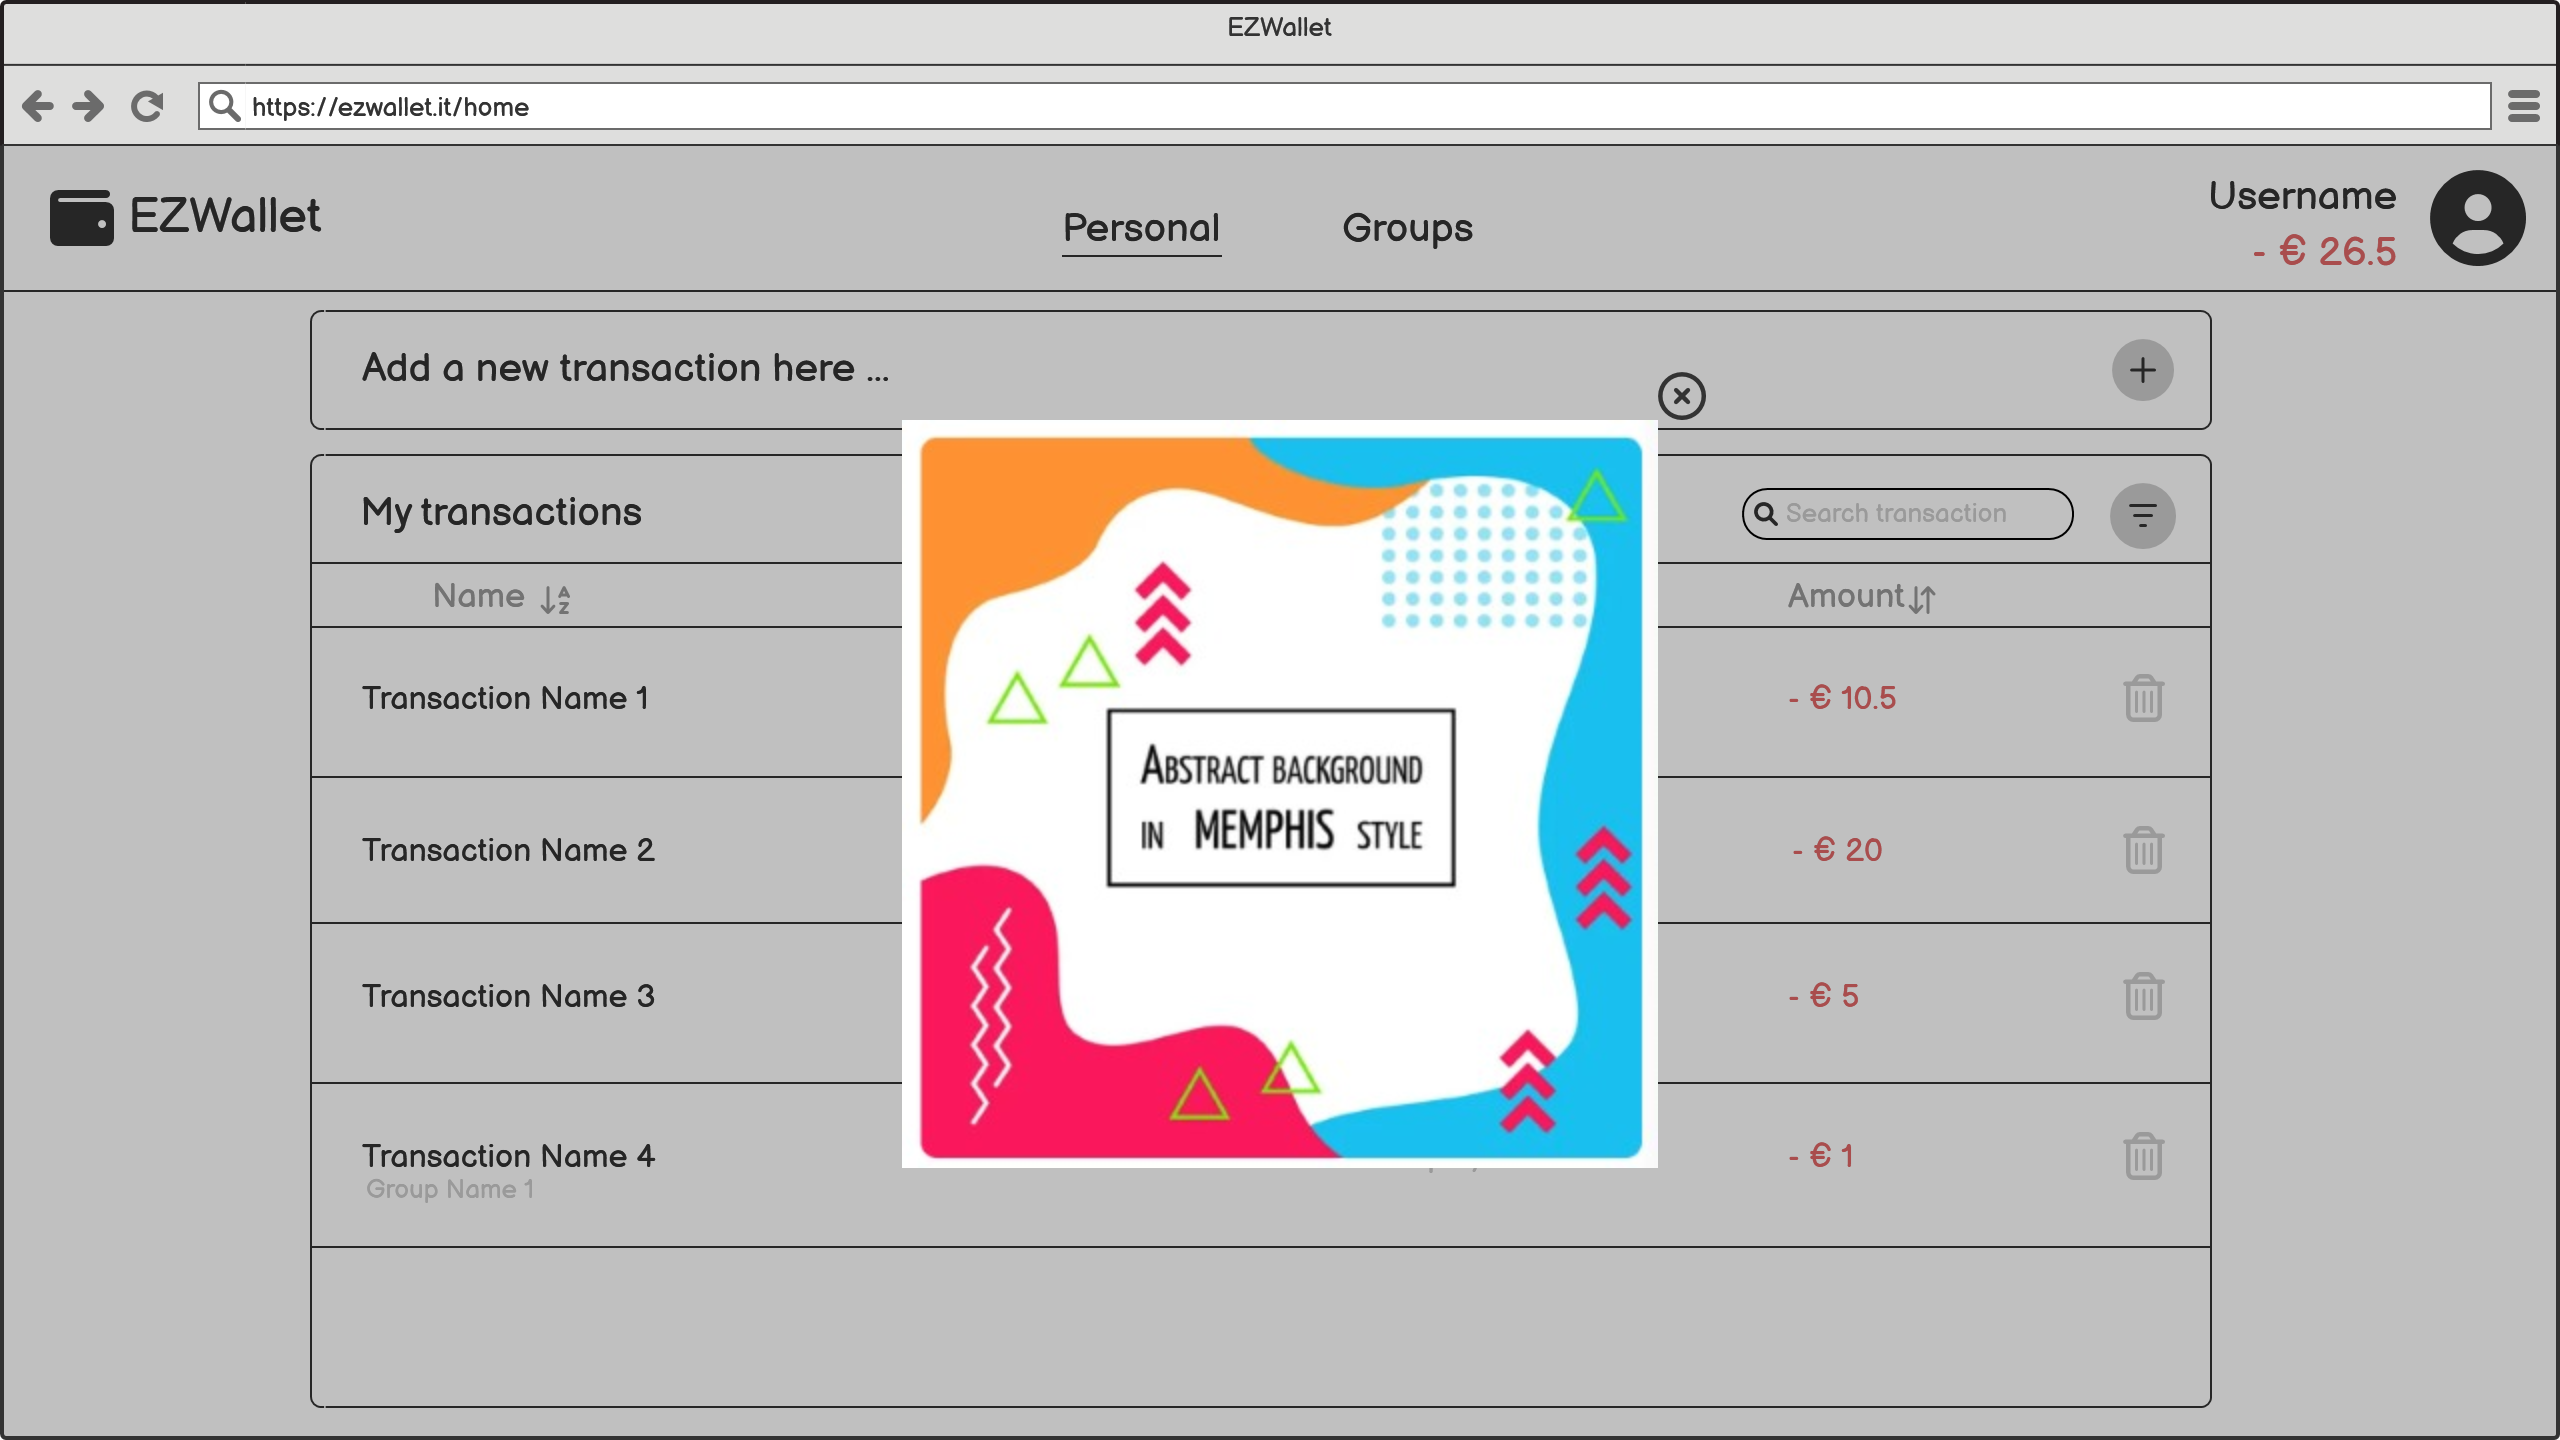 EZWallet
https://ezwallet.it/home
EZWallet
Personal
Groups
Username
- € 26.5
Add a new transaction here ...
My transactions
Search transaction
Name
Amount
Transaction Name 1
- € 10.5
Transaction Name 2
- € 20
Transaction Name 3
- € 5
Transaction Name 4
- € 1
Group Name 1
ABSTRACT BACKGROUND
IN MEMPHIS STYLE